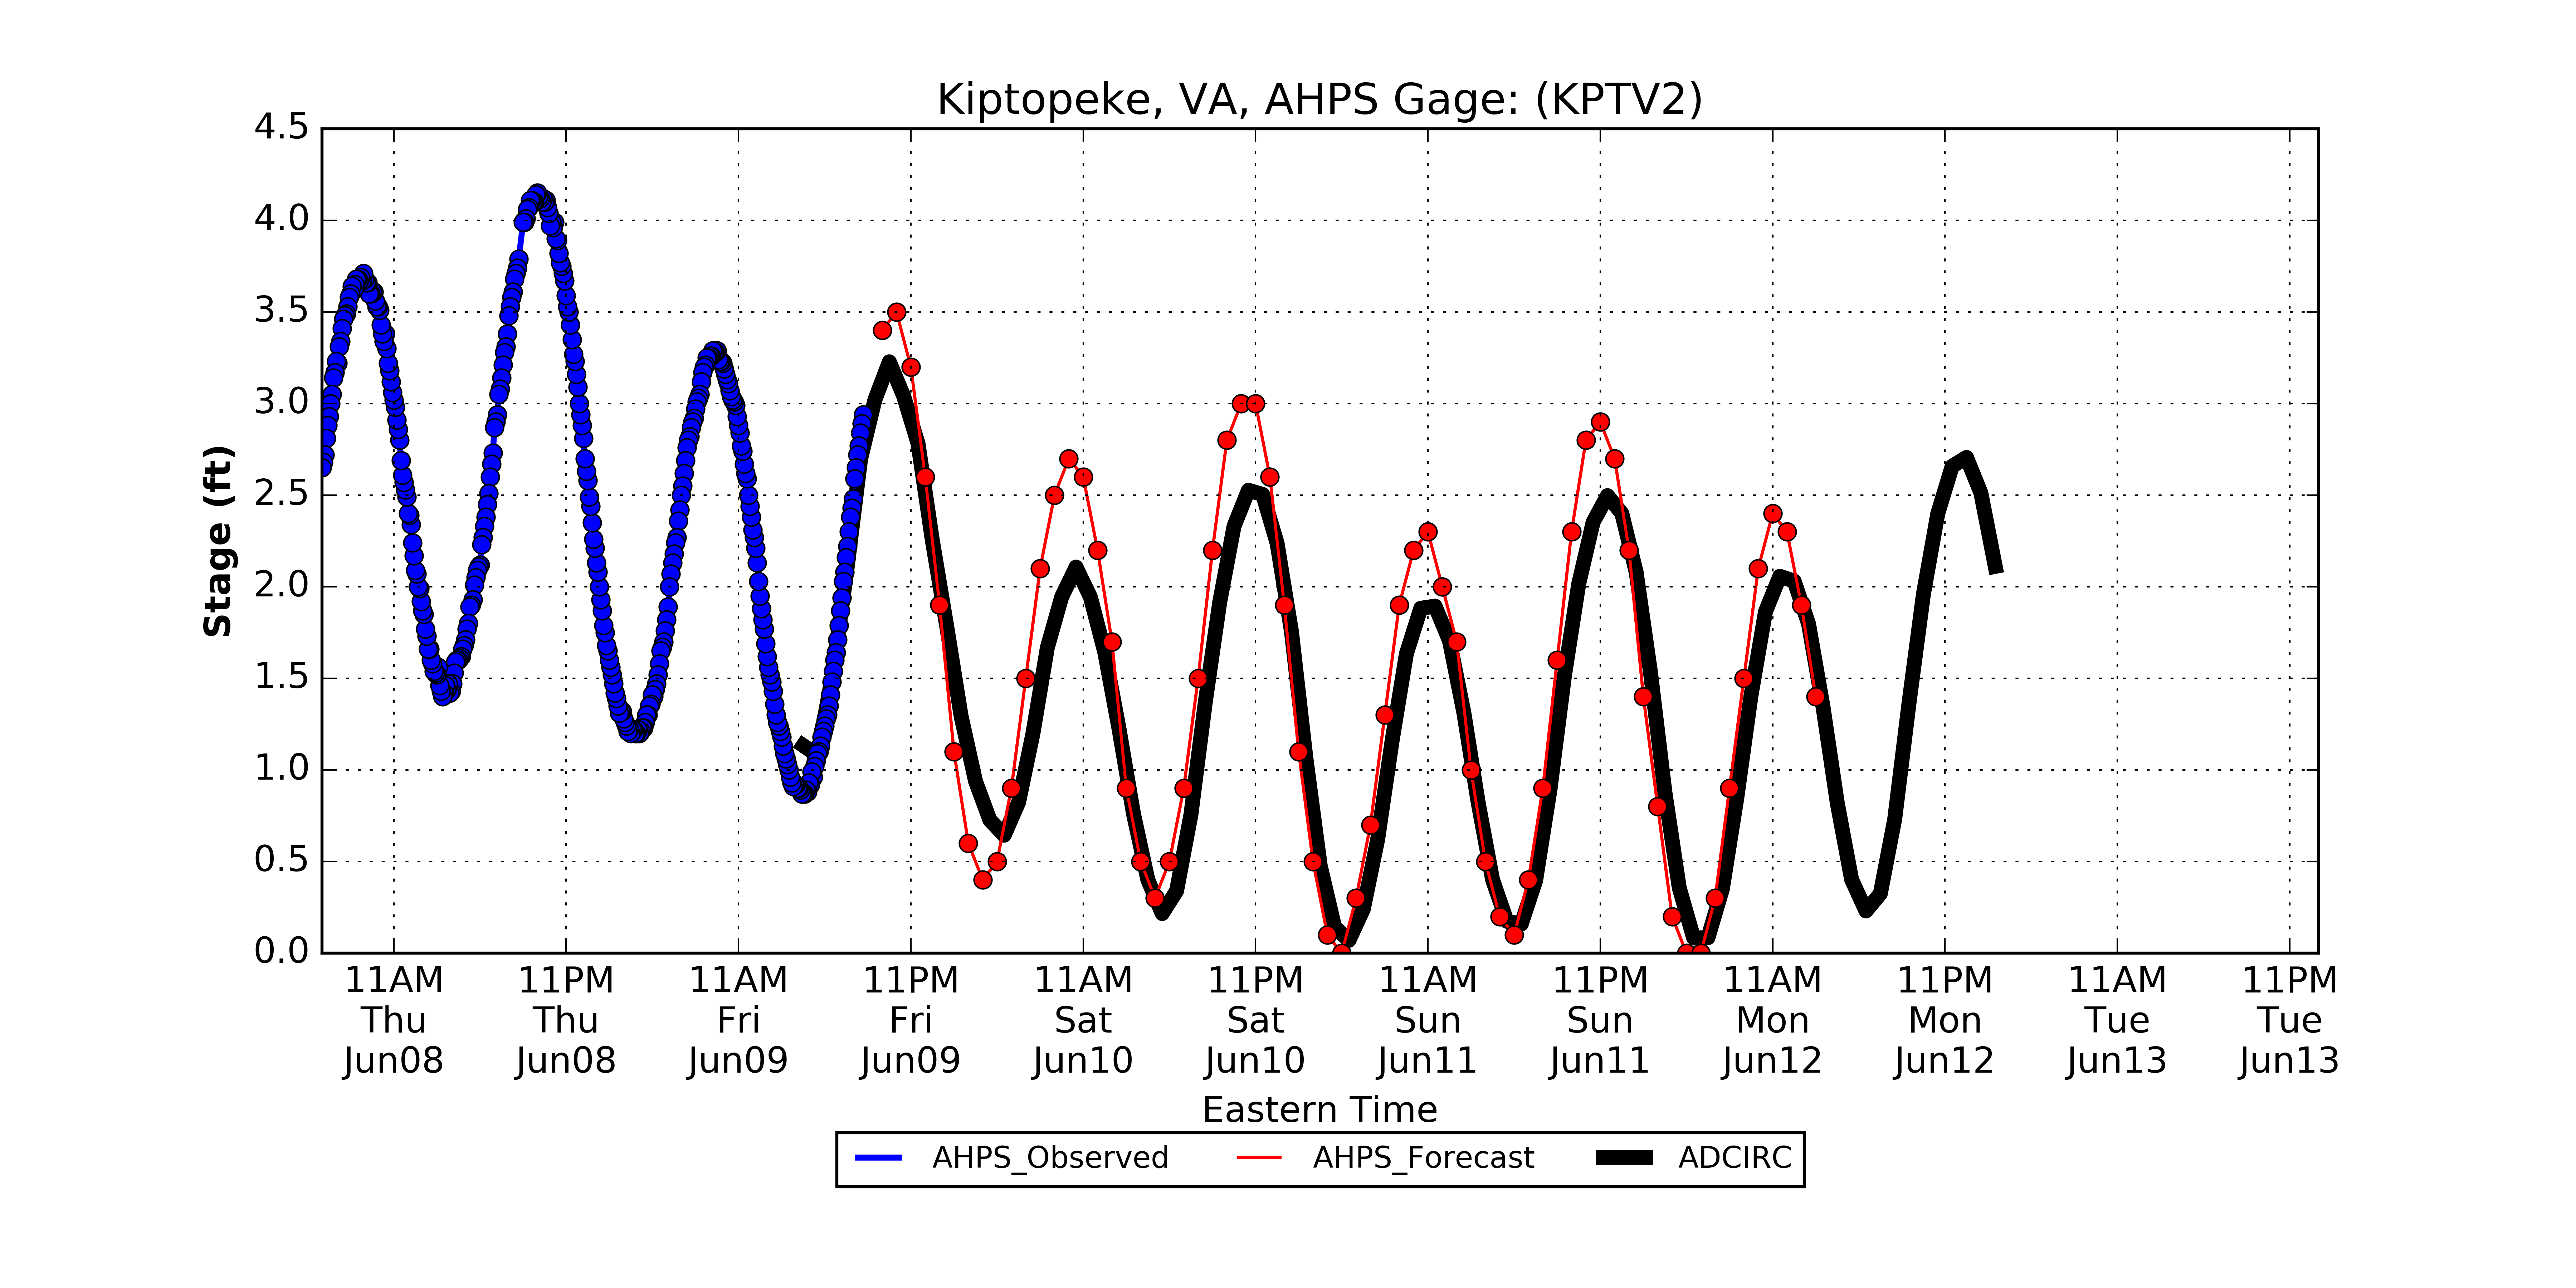 Kiptopeke, VA, AHPS Gage: (KPTV2)
4.5
4.0
3.5
3.0
2.5
2.0
1.5
1.0
0.5
0.0
Stage (ft)
11AM 11PM 11AM 11PM 11AM 11PM 11AM 11PM 11AM 11PM 11AM 11PM
Thu Thu Fri Fri Sat Sat Sun Sun Mon Mon Tue Tue
Jun08 Jun08 Jun09 Jun09 Jun10 Jun10 Jun11 Jun11 Jun12 Jun12 Jun13 Jun13
Eastern Time
AHPS_Observed AHPS_Forecast ADCIRC